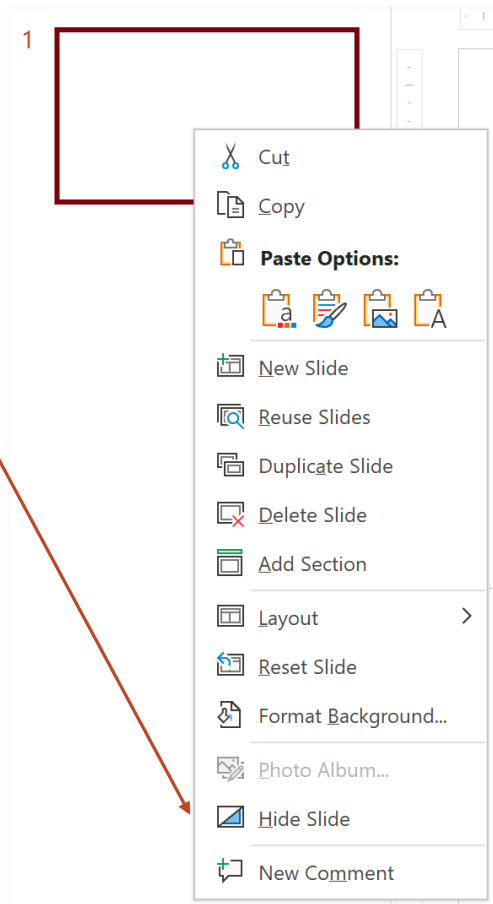 1
Cut
Copy
Paste Options:
New Slide
Reuse Slides
Duplicate Slide
Delete Slide
Add Section
Layout
Reset Slide
Format Background...
Photo Album...
Hide Slide
New Comment